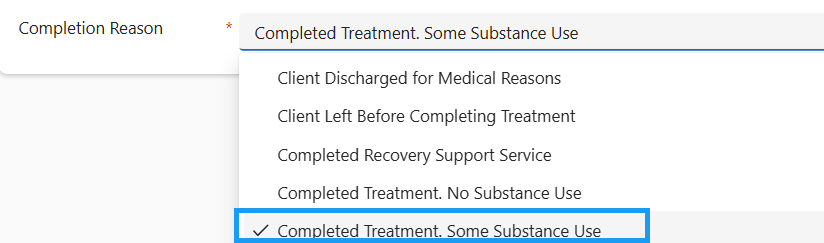 Completion Reason * Completed Treatment. Some Substance Use
Client Discharged for Medical Reasons
Client Left Before Completing Treatment
Completed Recovery Support Service
Completed Treatment. No Substance Use
Completed Treatment. Some Substance Use